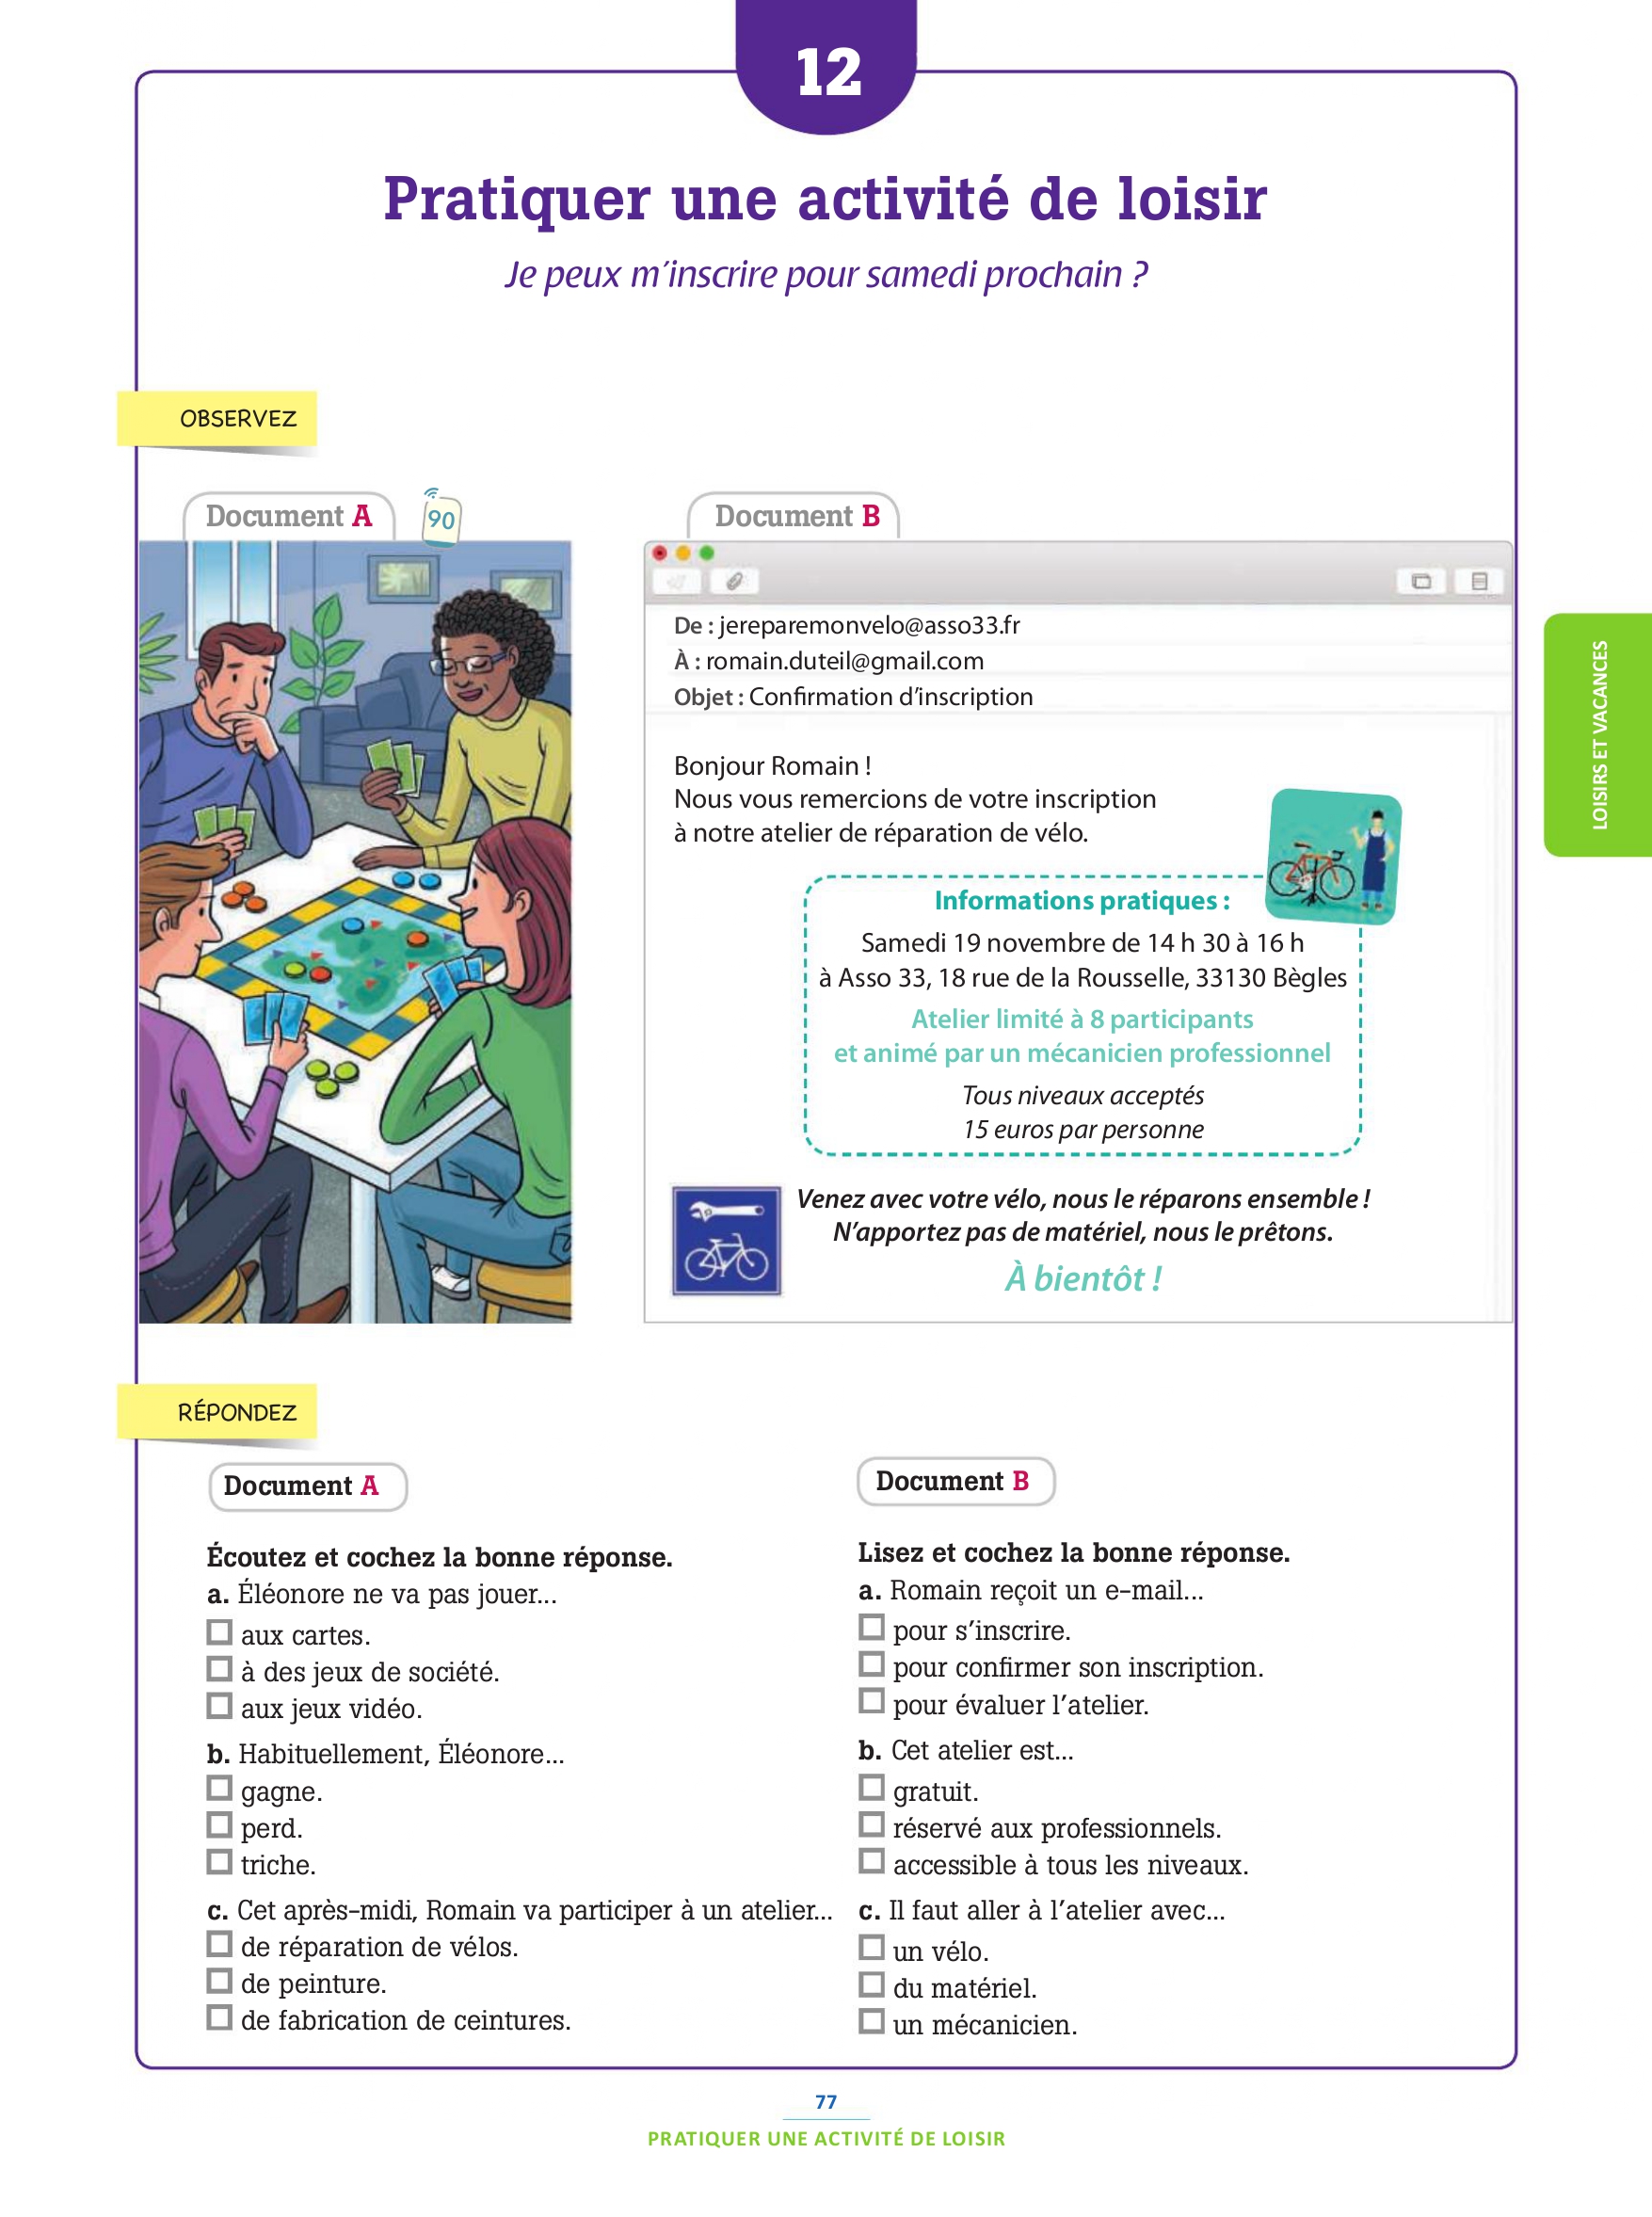 12
Pratiquer une activité de loisir
Je peux m'inscrire pour samedi prochain ?
OBSERVEZ
Document A
90
Document B
De : jereparemonvelo@asso33.fr
À : romain.duteil@gmail.com
Objet : Confirmation d'inscription
Bonjour Romain !
Nous vous remercions de votre inscription
à notre atelier de réparation de vélo.
Informations pratiques :
Samedi 19 novembre de 14 h 30 à 16 h
à Asso 33, 18 rue de la Rousselle, 33130 Bègles
Atelier limité à 8 participants
et animé par un mécanicien professionnel
Tous niveaux acceptés
15 euros par personne
Venez avec votre vélo, nous le réparons ensemble !
N'apportez pas de matériel, nous le prêtons.
À bientôt !
LOISIRS ET VACANCES
RÉPONDEZ
Document A
Écoutez et cochez la bonne réponse.
a. Éléonore ne va pas jouer...
aux cartes.
à des jeux de société.
aux jeux vidéo.
b. Habituellement, Éléonore...
gagne.
perd.
triche.
c. Cet après-midi, Romain va participer à un atelier...
de réparation de vélos.
de peinture.
de fabrication de ceintures.
Document B
Lisez et cochez la bonne réponse.
a. Romain reçoit un e-mail...
pour s'inscrire.
pour confirmer son inscription.
pour évaluer l'atelier.
b. Cet atelier est...
gratuit.
réservé aux professionnels.
accessible à tous les niveaux.
c. Il faut aller à l'atelier avec...
un vélo.
du matériel.
un mécanicien.
77
PRATIQUER UNE ACTIVITÉ DE LOISIR